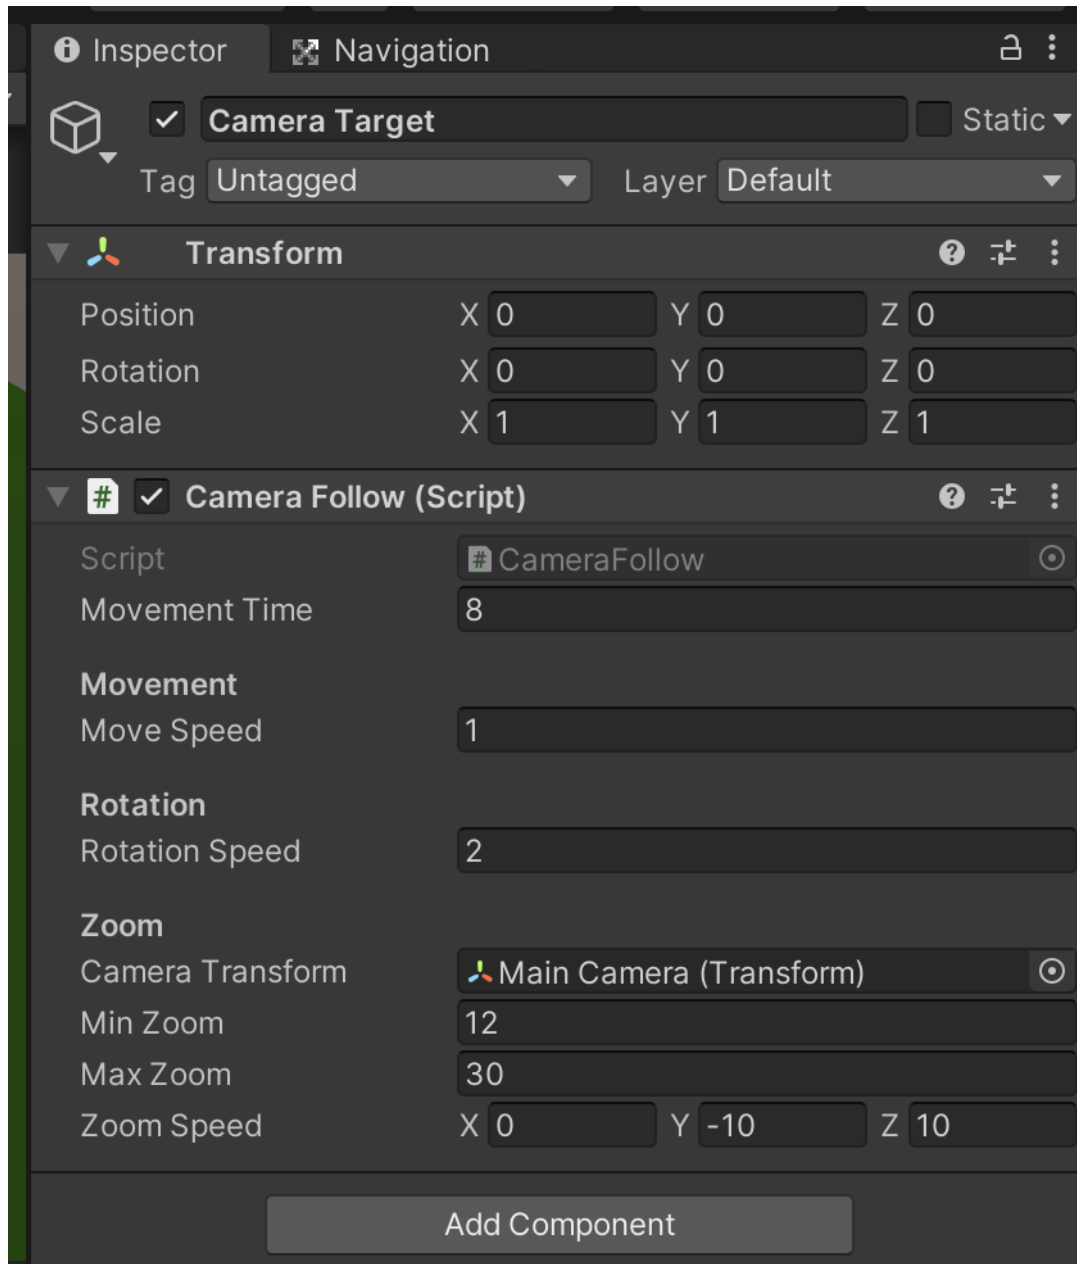 Inspector Navigation
Camera Target Static
Tag Untagged Layer Default
Transform
Position X 0 Y 0 Z 0
Rotation X 0 Y 0 Z 0
Scale X 1 Y 1 Z 1
# Camera Follow (Script)
Script # CameraFollow
Movement Time 8
Movement
Move Speed 1
Rotation
Rotation Speed 2
Zoom
Camera Transform Main Camera (Transform)
Min Zoom 12
Max Zoom 30
Zoom Speed X 0 Y -10 Z 10
Add Component